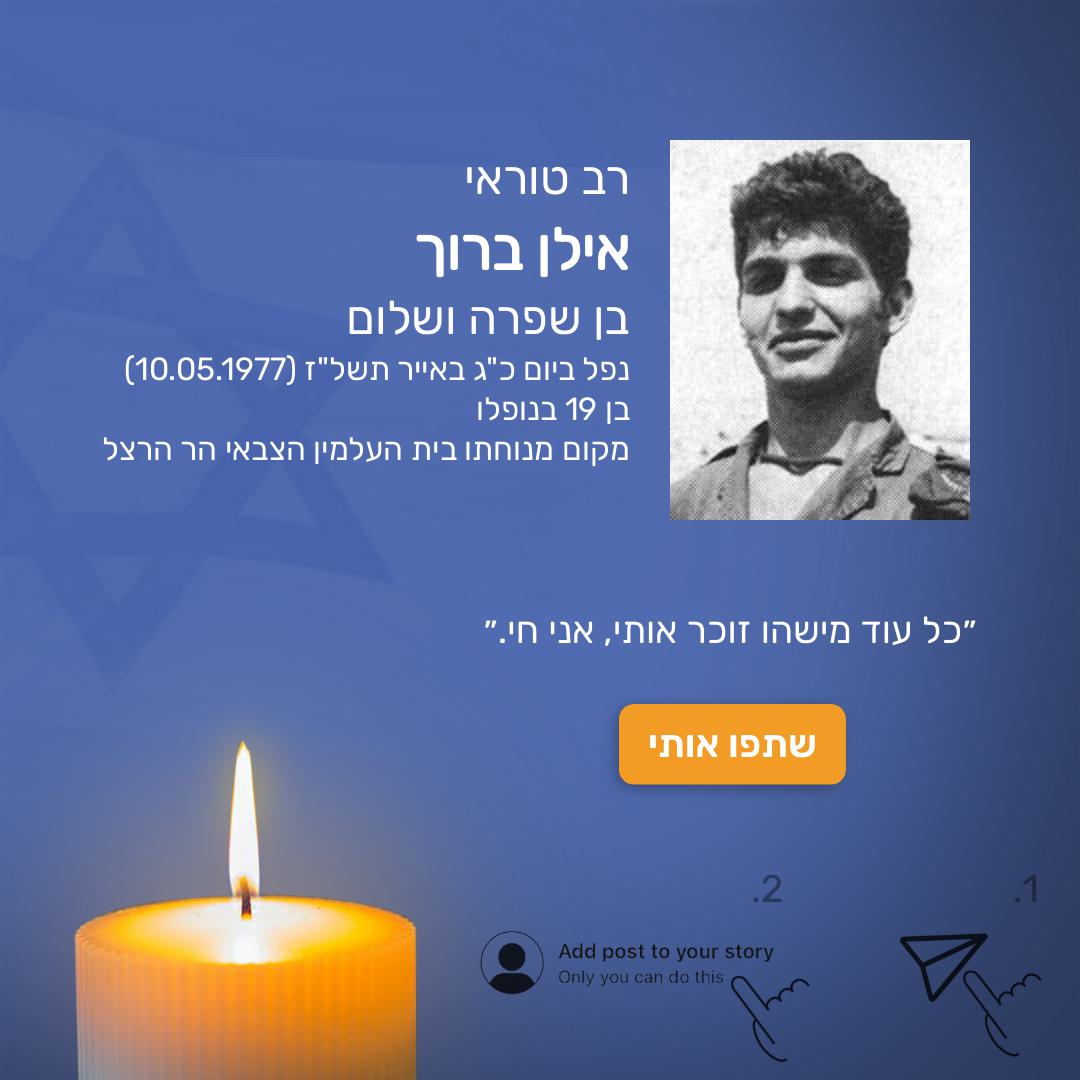 רב טוראי
אילן ברוך
בן שפרה ושלום
נפל ביום כ"ג באייר תשל"ז (10.05.1977)
בן 19 בנופלו
מקום מנוחתו בית העלמין הצבאי הר הרצל
״כל עוד מישהו זוכר אותי, אני חי.״
שתפו אותי
.1
.2
Add post to your story
Only you can do this